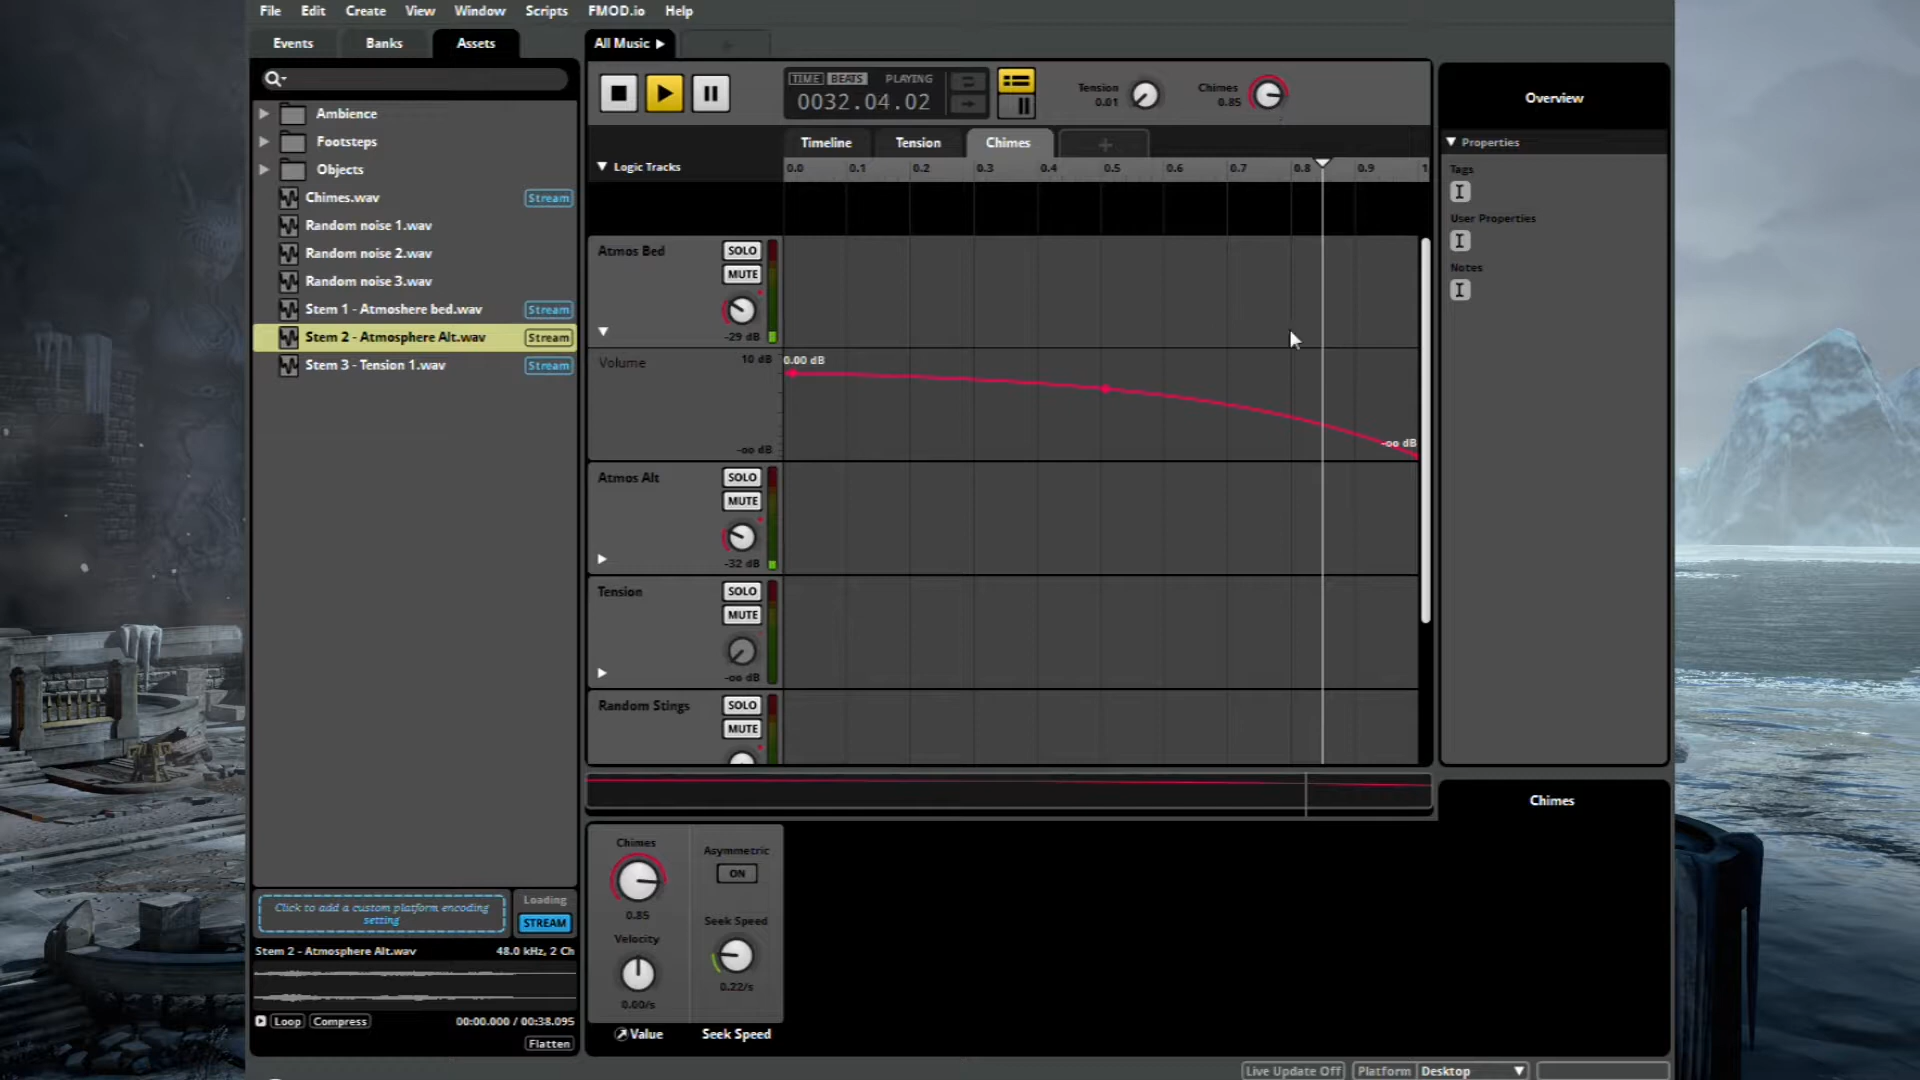 File Edit Create View Window Scripts FMOD.io Help
Events Banks Assets
All Music
TIME BEATS PLAYING
0032.04.02
Tension
0.01
Chimes
0.85
Overview
Ambience
Footsteps
Objects
Chimes.wav Stream
Random noise 1.wav
Random noise 2.wav
Random noise 3.wav
Stem 1 - Atmoshere bed.wav Stream
Stem 2 - Atmosphere Alt.wav Stream
Stem 3 - Tension 1.wav Stream
Timeline Tension Chimes +
Logic Tracks
0.0 0.1 0.2 0.3 0.4 0.5 0.6 0.7 0.8 0.9 1
Atmos Bed SOLO
MUTE
-29 dB
Volume 10 dB 0.00 dB
-oo dB
-oo dB
Atmos Alt SOLO
MUTE
-32 dB
Tension SOLO
MUTE
-oo dB
Random Stings SOLO
MUTE
Properties
Tags
User Properties
Notes
Chimes
Chimes
0.85
Velocity
0.00/s
Value
Asymmetric
ON
Seek Speed
0.22/s
Seek Speed
Click to add a custom platform encoding
setting
Loading
STREAM
Stem 2 - Atmosphere Alt.wav 48.0 kHz, 2 Ch
Loop Compress 00:00.000 / 00:38.095
Flatten
Live Update Off Platform Desktop